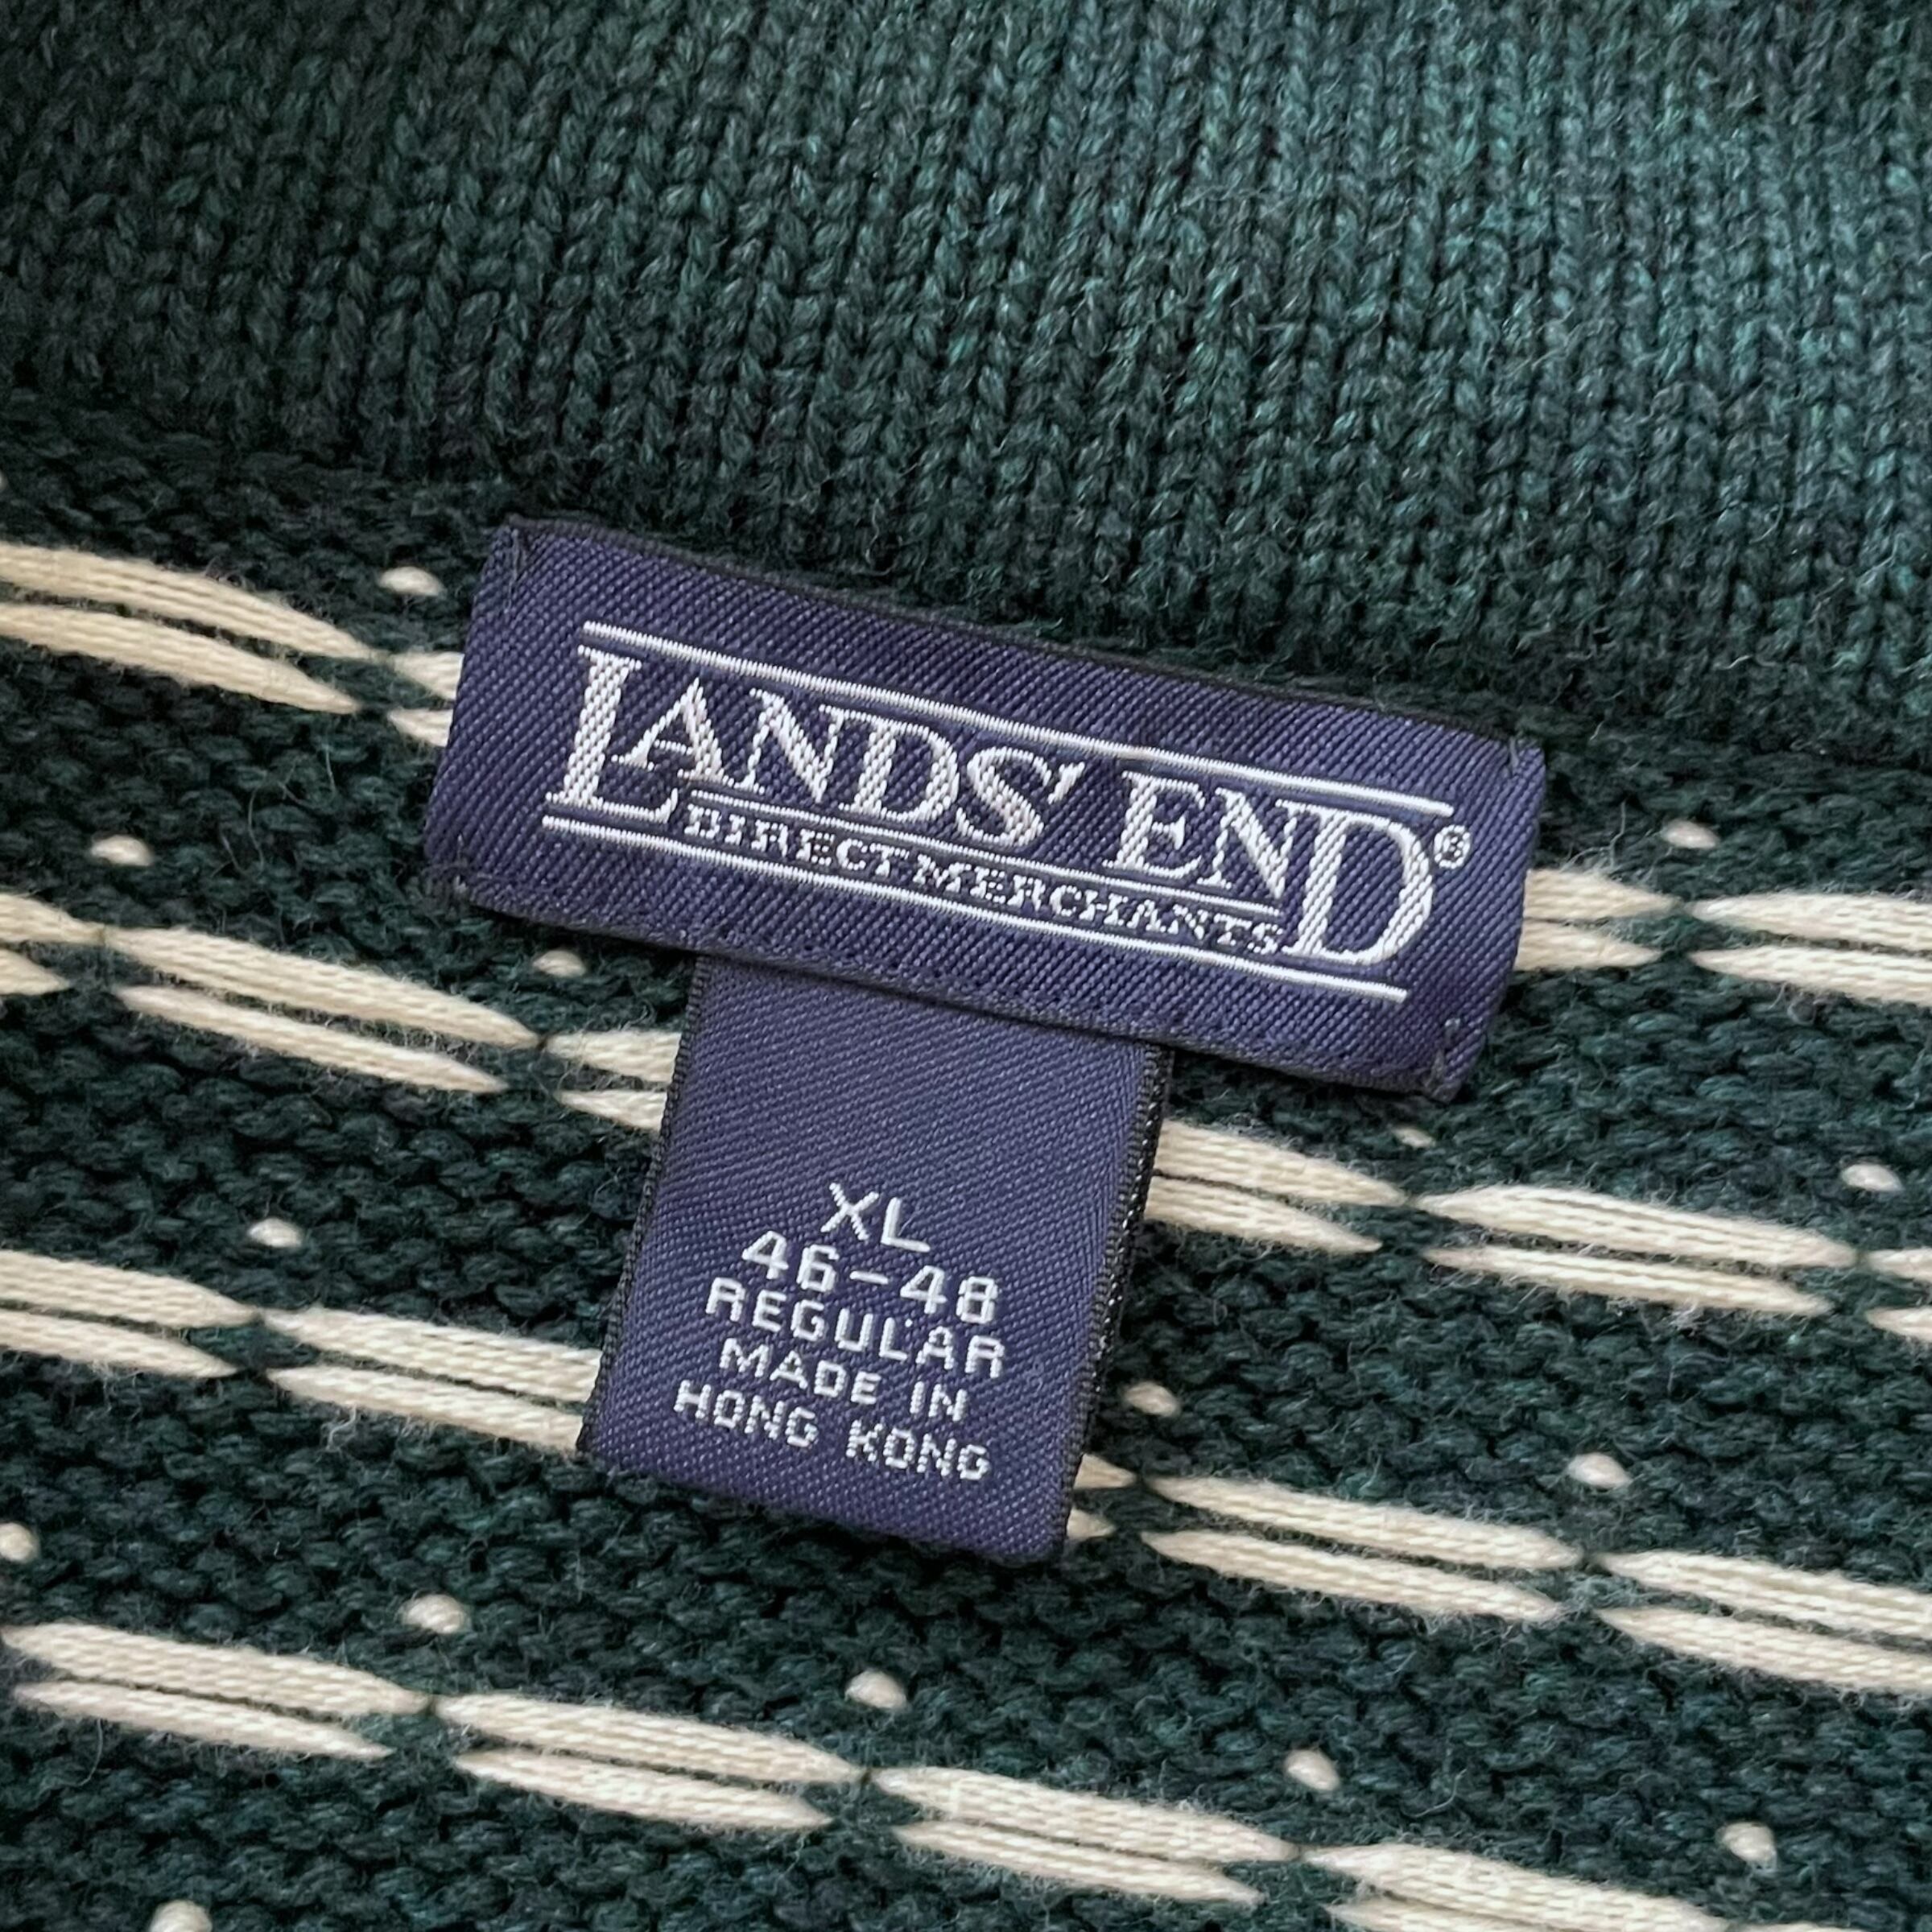 LANDS' END®
DIRECT MERCHANTS
XL
46-48
REGULAR
MADE IN
HONG KONG